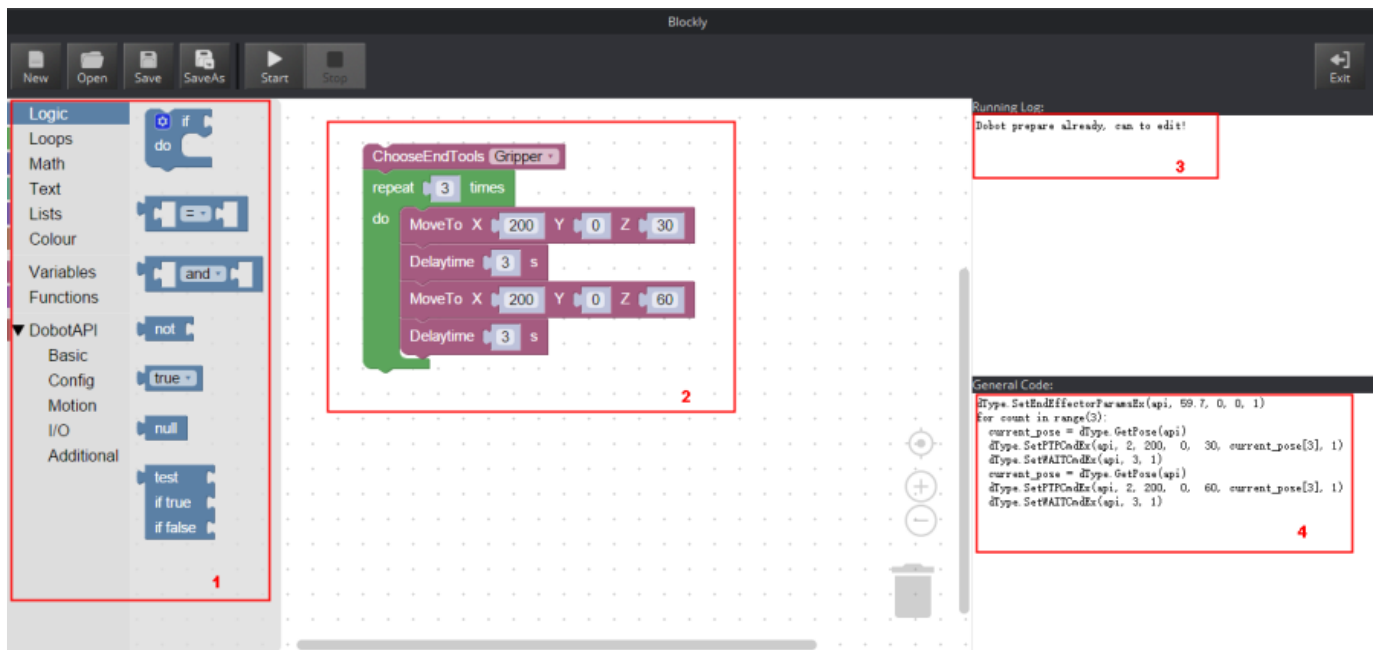 Blockly
New Open Save SaveAs Start Stop Exit
Logic
Loops
Math
Text
Lists
Colour
Variables
Functions
▼ DobotAPI
Basic
Config
Motion
I/O
Additional
if
do
=
and
not
true
null
test
if true
if false
1
ChooseEndTools Gripper
repeat 3 times
do
MoveTo X 200 Y 0 Z 30
Delaytime 3 s
MoveTo X 200 Y 0 Z 60
Delaytime 3 s
2
Running Log:
Dobot prepare already, can to edit!
3
General Code:
dType.SetEndEffectorParamsEx(api, 59.7, 0, 0, 1)
for count in range(3):
current_pose = dType.GetPose(api)
dType.SetPTPCmdEx(api, 2, 200, 0, 30, current_pose[3], 1)
dType.SetWAITCmdEx(api, 3, 1)
current_pose = dType.GetPose(api)
dType.SetPTPCmdEx(api, 2, 200, 0, 60, current_pose[3], 1)
dType.SetWAITCmdEx(api, 3, 1)
4